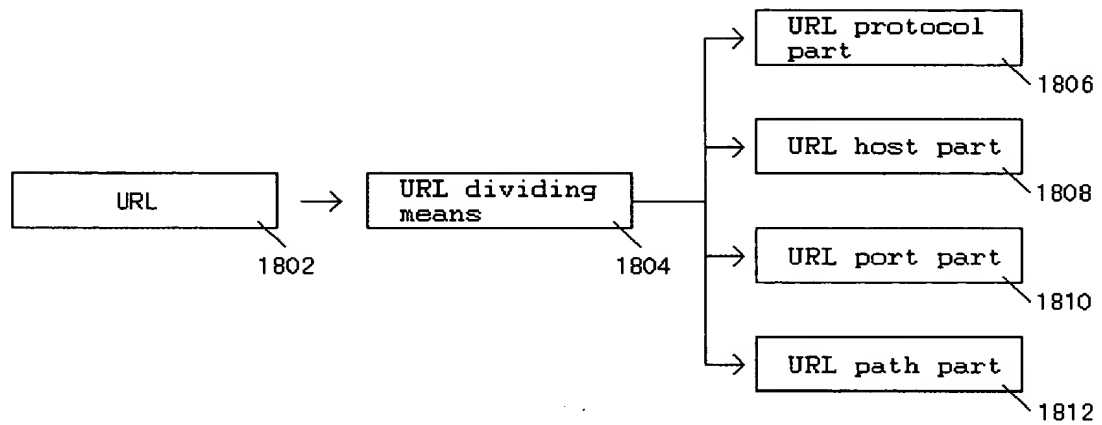 URL
1802
URL dividing
means
1804
URL protocol
part
1806
URL host part
1808
URL port part
1810
URL path part
1812